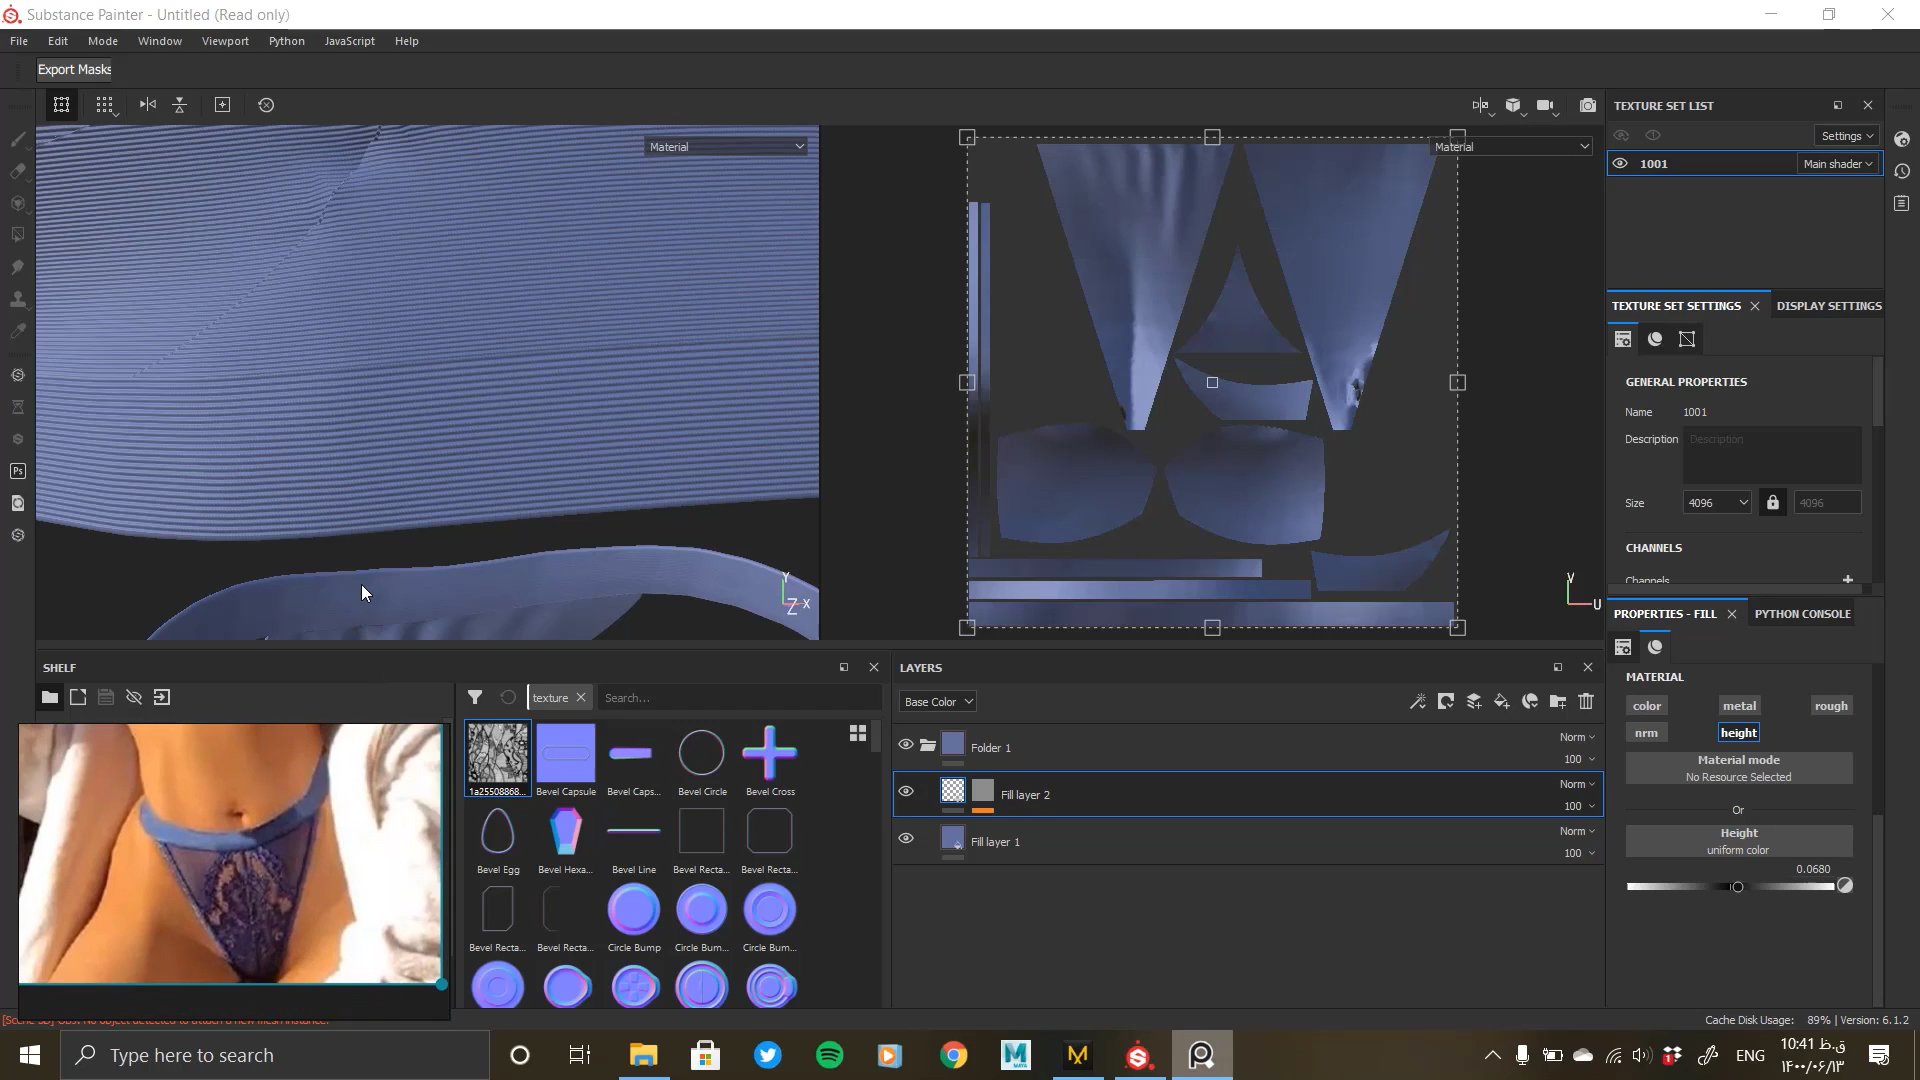 Substance Painter - Untitled (Read only)
File Edit Mode Window Viewport Python JavaScript Help
Export Masks
Material
Material
Y
Z X
V
U
TEXTURE SET LIST
Settings
1001 Main shader
TEXTURE SET SETTINGS DISPLAY SETTINGS
GENERAL PROPERTIES
Name 1001
Description Description
Size 4096 4096
CHANNELS
Channels
PROPERTIES - FILL PYTHON CONSOLE
MATERIAL
color metal rough
nrm height
Material mode
No Resource Selected
Or
Height
uniform color
0.0680
SHELF
texture Search...
1a25508868... Bevel Capsule Bevel Caps... Bevel Circle Bevel Cross
Bevel Egg Bevel Hexa... Bevel Line Bevel Recta... Bevel Recta...
Bevel Recta... Bevel Recta... Circle Bump Circle Bum... Circle Bum...
LAYERS
Base Color
Folder 1 Norm
100
Fill layer 2 Norm
100
Fill layer 1 Norm
100
Cache Disk Usage: 89% | Version: 6.1.2
Ps
Type here to search
ENG
10:41 ق.ظ
۱۴۰۰/۰۶/۱۳